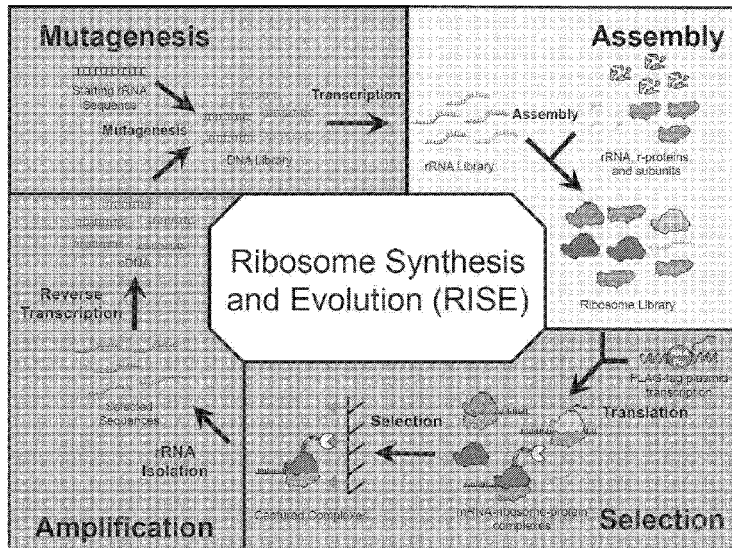 Mutagenesis
Starting rRNA
Sequence
Mutagenesis
DNA Library
Transcription
Assembly
rRNA Library
Assembly
rRNA, r-proteins
and subunits
Ribosome Library
Ribosome Synthesis
and Evolution (RISE)
FLAG-tag plasmid
transcription
Translation
mRNA-ribosome-protein
complexes
Selection
Captured Complexes
Selection
rRNA
Isolation
Selected
Sequences
Reverse
Transcription
cDNA
Amplification